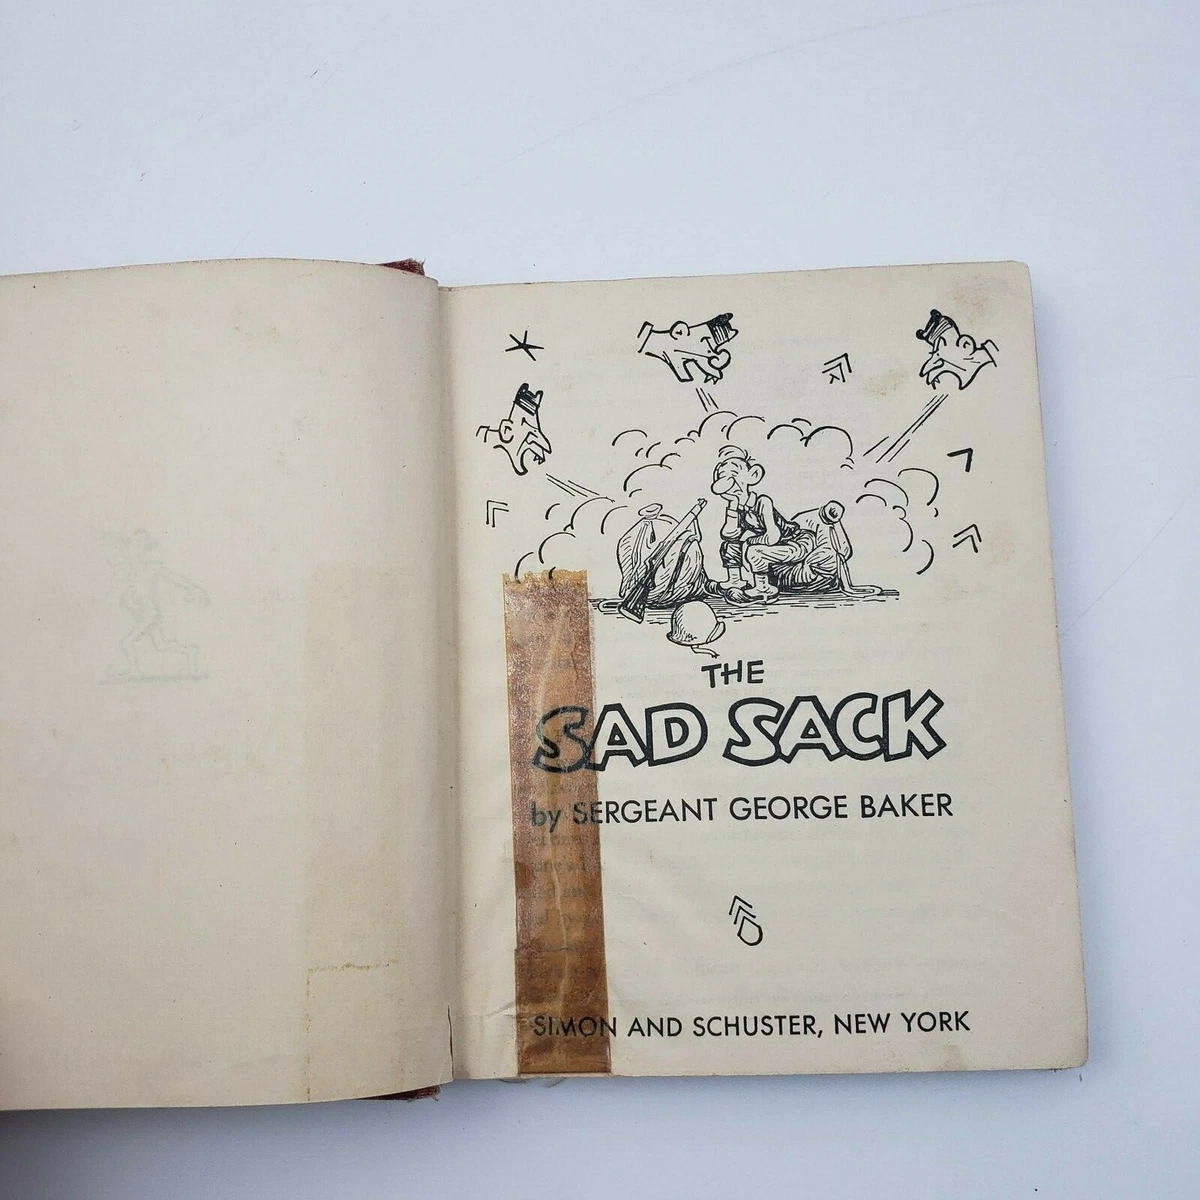 THE
SAD SACK
by SERGEANT GEORGE BAKER
SIMON AND SCHUSTER, NEW YORK